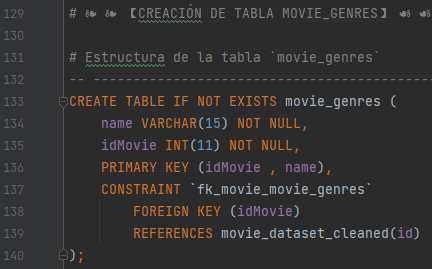 129 # ❧ ❧ 【CREACIÓN DE TABLA MOVIE_GENRES】 ☙ ☙
130
131 # Estructura de la tabla `movie_genres`
132 -- ------------------------------------------
133 CREATE TABLE IF NOT EXISTS movie_genres (
134 name VARCHAR(15) NOT NULL,
135 idMovie INT(11) NOT NULL,
136 PRIMARY KEY (idMovie , name),
137 CONSTRAINT `fk_movie_movie_genres`
138 FOREIGN KEY (idMovie)
139 REFERENCES movie_dataset_cleaned(id)
140 );